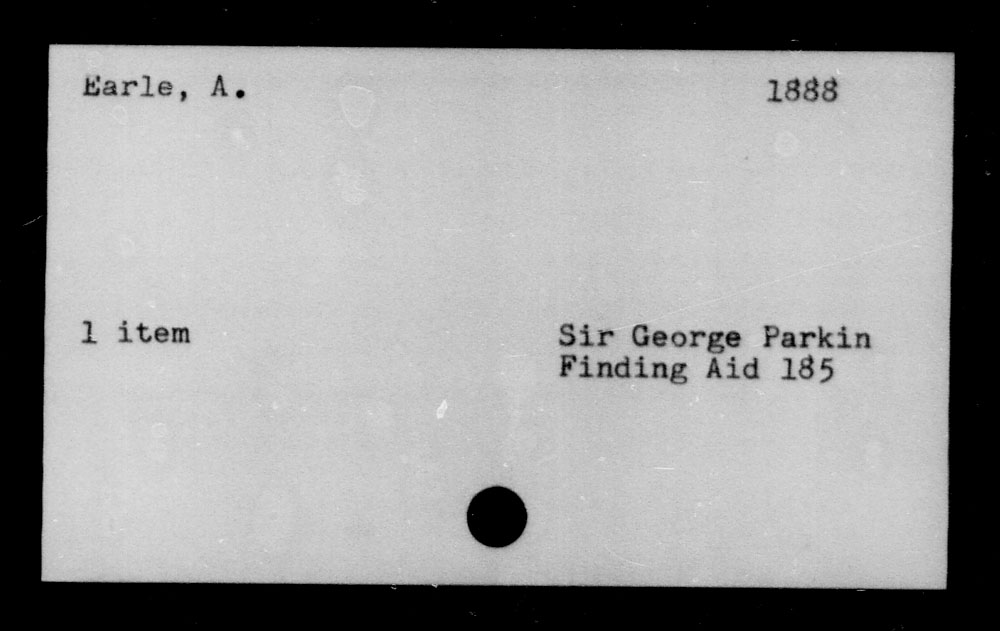 Earle, A.
1888
1 item
Sir George Parkin
Finding Aid 185